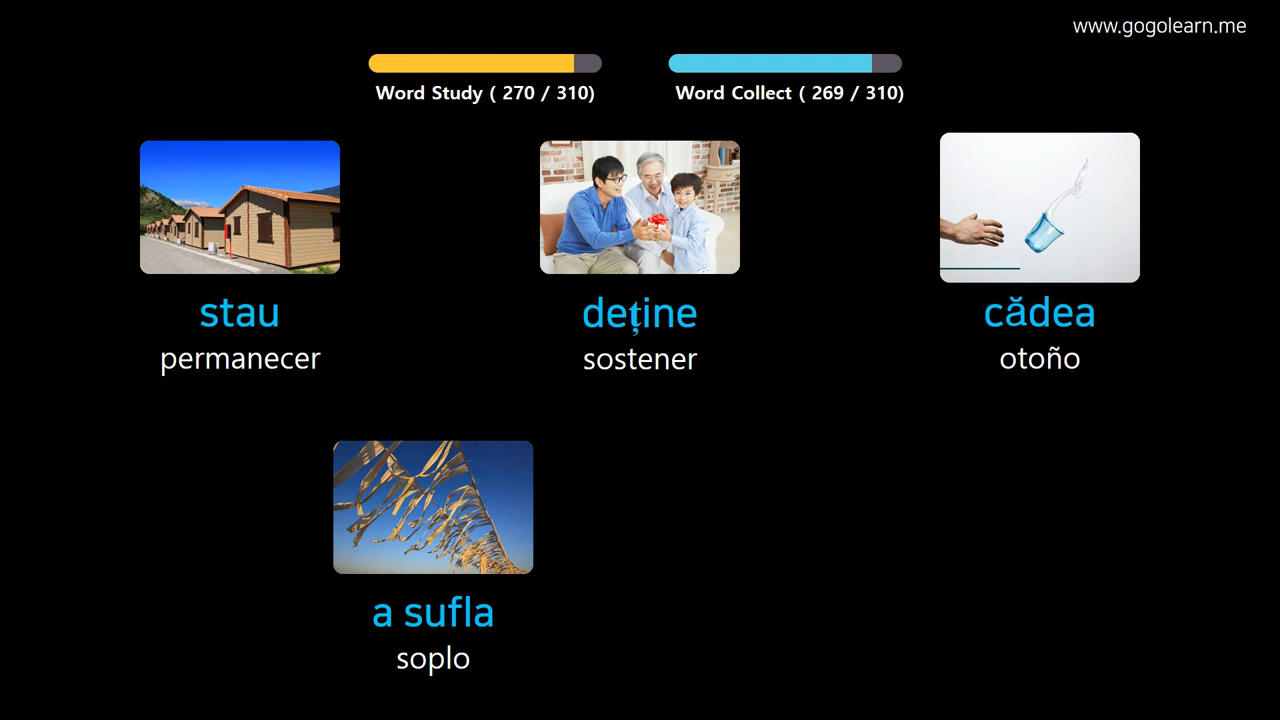 www.gogolearn.me
Word Study ( 270 / 310)
Word Collect ( 269 / 310)
stau
permanecer
deține
sostener
cădea
otoño
a sufla
soplo